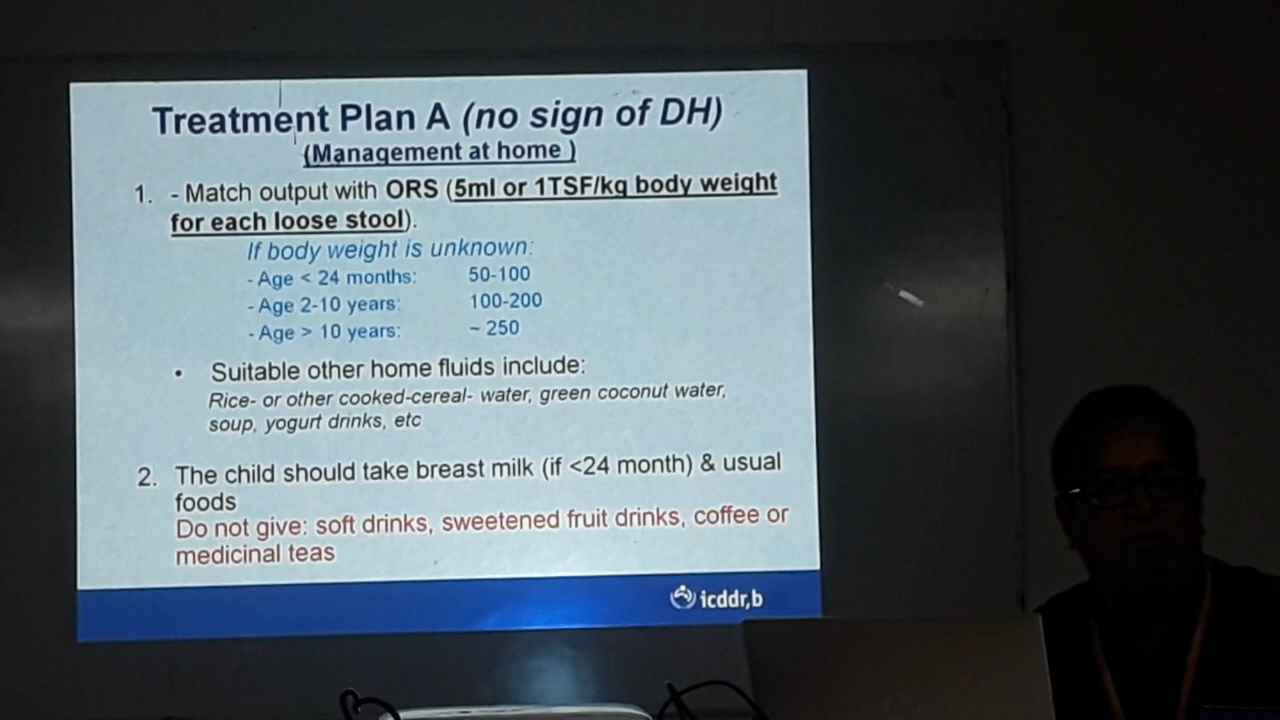 Treatment Plan A (no sign of DH)
(Management at home )
1. - Match output with ORS (5ml or 1TSF/kg body weight
for each loose stool).
If body weight is unknown:
- Age < 24 months: 50-100
- Age 2-10 years: 100-200
- Age > 10 years: ~ 250
• Suitable other home fluids include:
Rice- or other cooked-cereal- water, green coconut water,
soup, yogurt drinks, etc
2. The child should take breast milk (if <24 month) & usual
foods
Do not give: soft drinks, sweetened fruit drinks, coffee or
medicinal teas
icddr,b